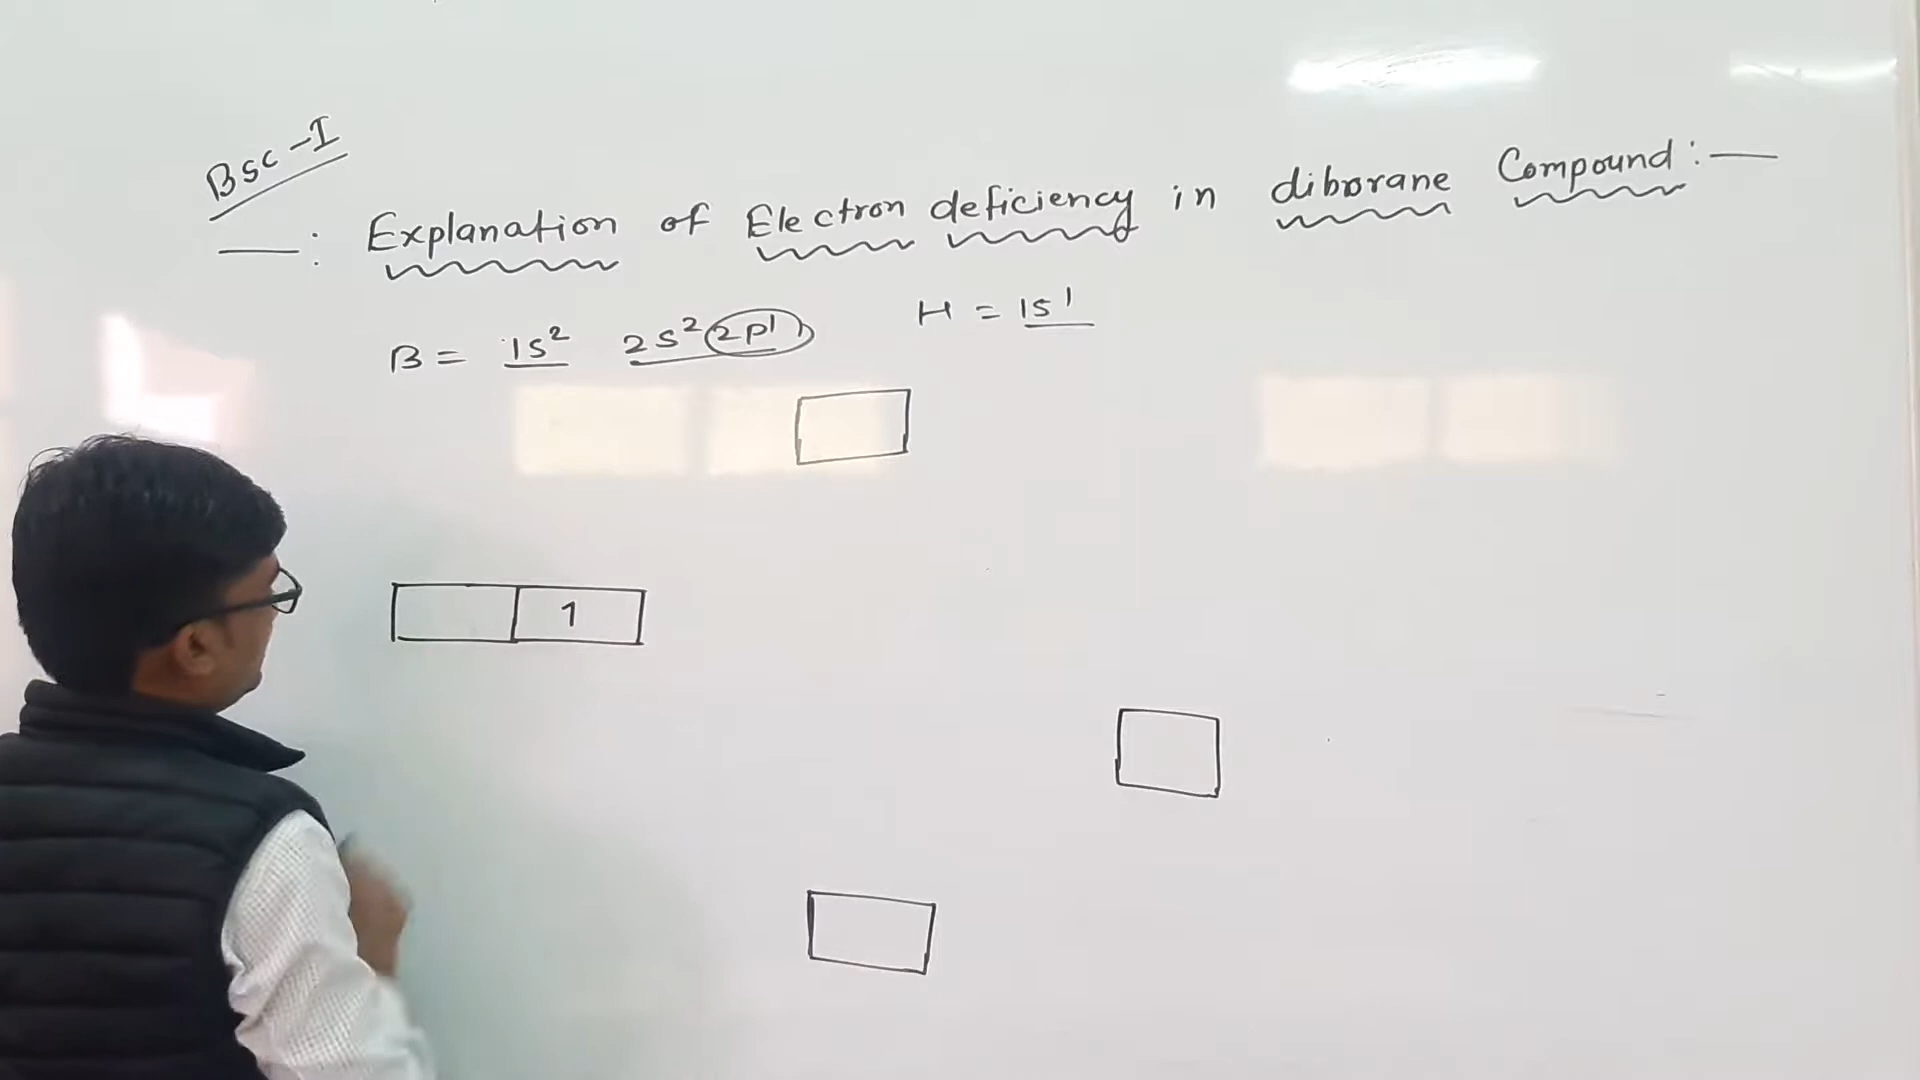 Bsc-I
—: Explanation of Electron deficiency in diborane Compound:—
B = 1s² 2s² 2p¹ H = 1s¹
1